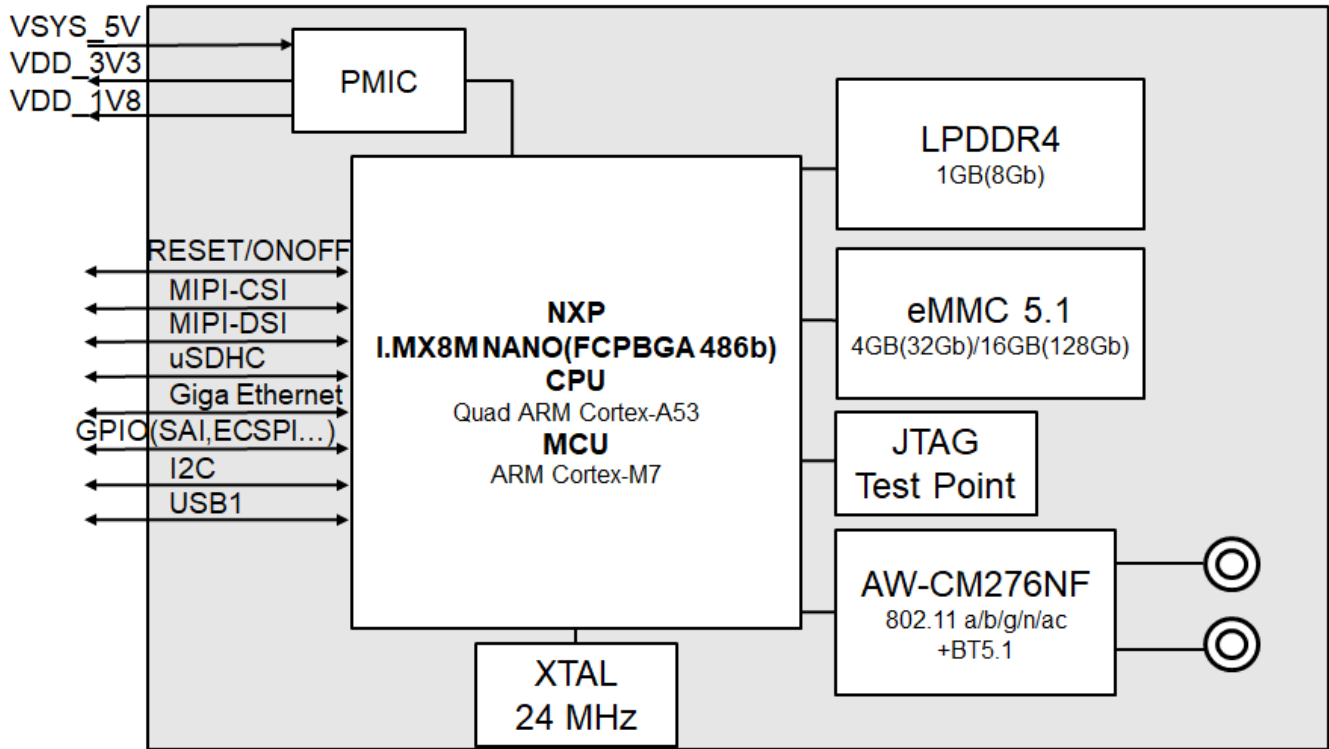 VSYS_5V
VDD_3V3
VDD_1V8
PMIC
LPDDR4
1GB(8Gb)
RESET/ONOFF
MIPI-CSI
MIPI-DSI
uSDHC
Giga Ethernet
GPIO(SAI,ECSPI...)
I2C
USB1
NXP
I.MX8M NANO(FCPBGA 486b)
CPU
Quad ARM Cortex-A53
MCU
ARM Cortex-M7
eMMC 5.1
4GB(32Gb)/16GB(128Gb)
JTAG
Test Point
AW-CM276NF
802.11 a/b/g/n/ac
+BT5.1
XTAL
24 MHz